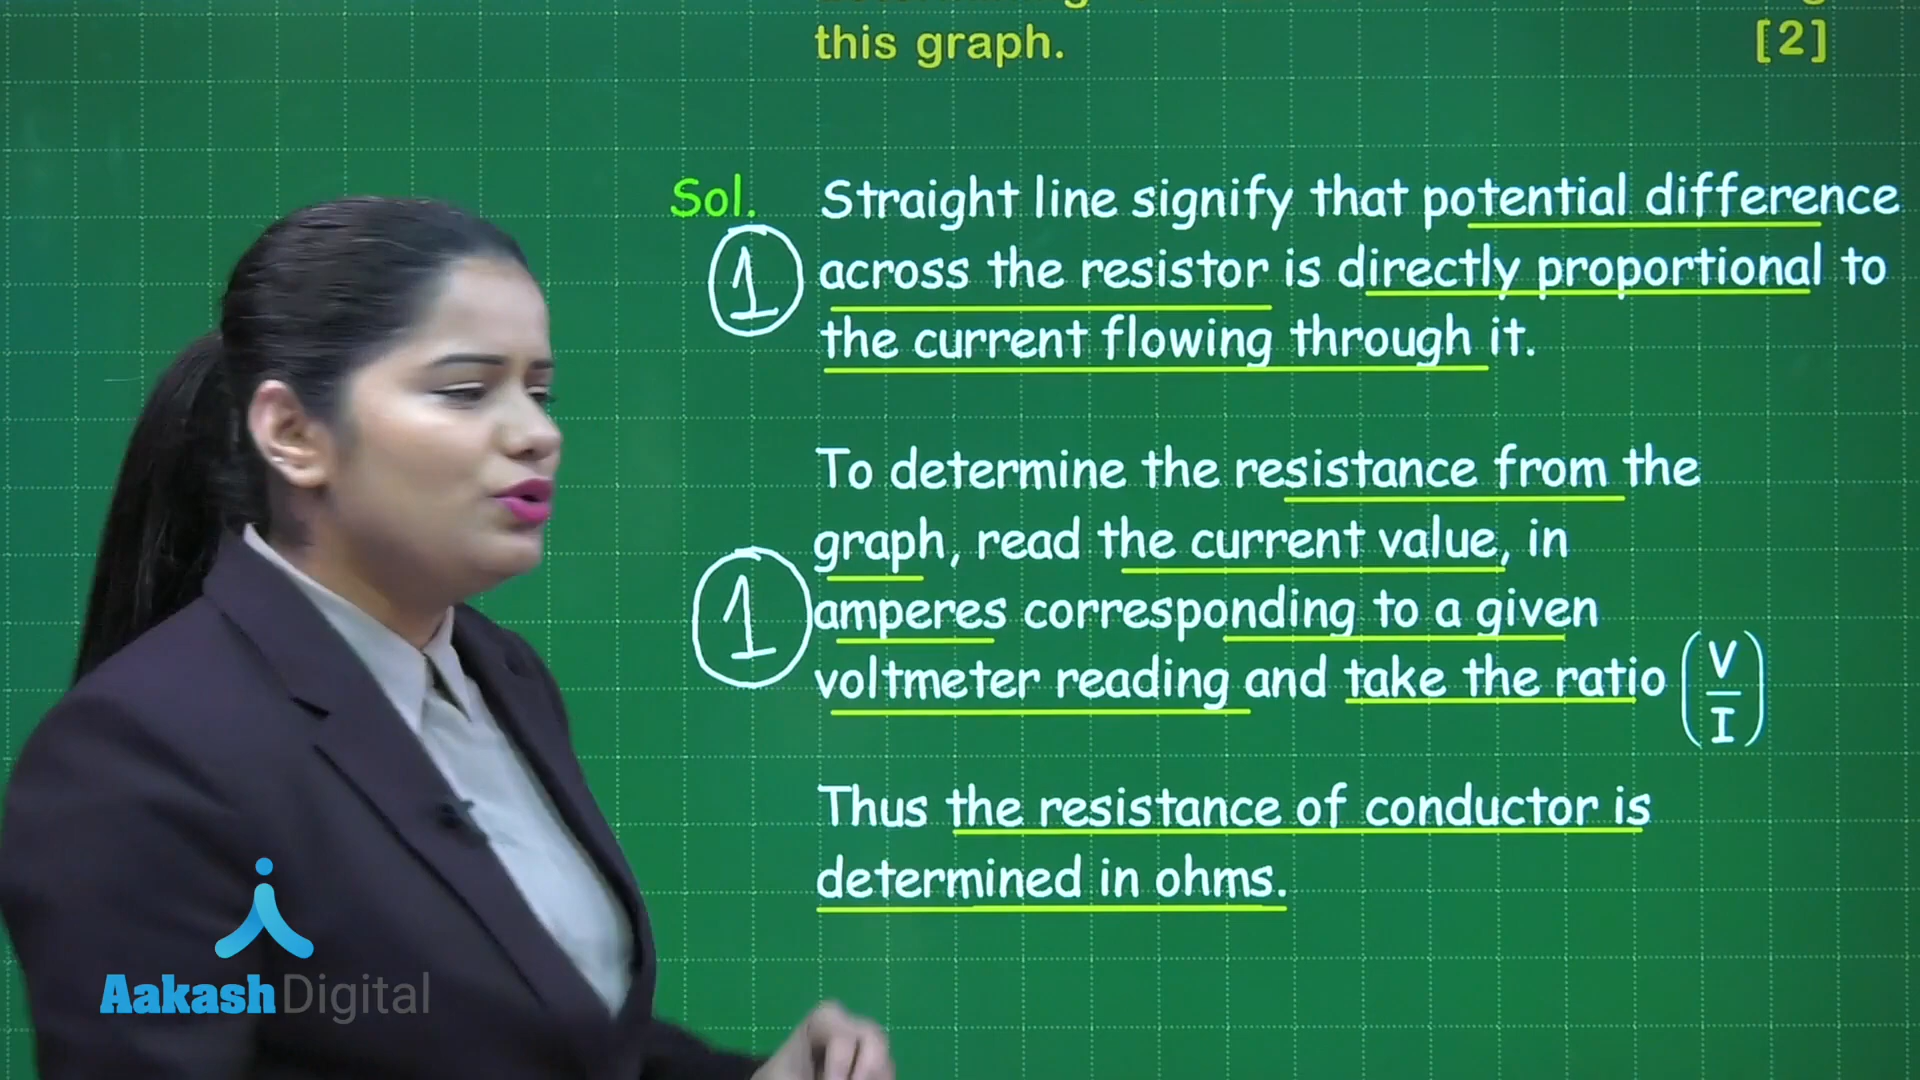 this graph. [2]
Sol. Straight line signify that potential difference
1 across the resistor is directly proportional to
the current flowing through it.
To determine the resistance from the
graph, read the current value, in
1 amperes corresponding to a given
voltmeter reading and take the ratio (V/I)
Thus the resistance of conductor is
determined in ohms.
Aakash Digital